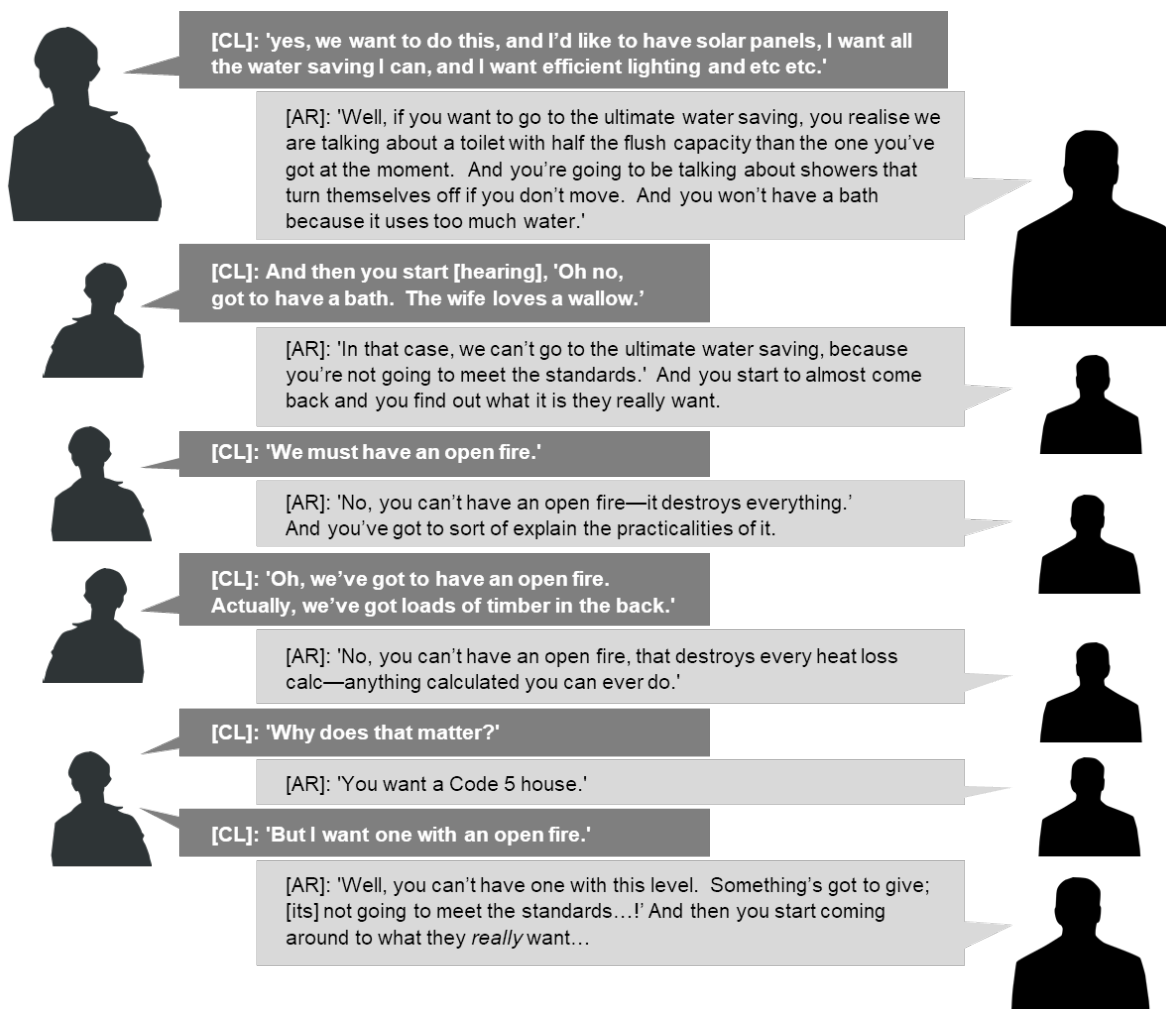 [CL]: 'yes, we want to do this, and I’d like to have solar panels, I want all
the water saving I can, and I want efficient lighting and etc etc.'
[AR]: 'Well, if you want to go to the ultimate water saving, you realise we
are talking about a toilet with half the flush capacity than the one you’ve
got at the moment.  And you’re going to be talking about showers that
turn themselves off if you don’t move.  And you won’t have a bath
because it uses too much water.'
[CL]: And then you start [hearing], 'Oh no,
got to have a bath.  The wife loves a wallow.’
[AR]: 'In that case, we can’t go to the ultimate water saving, because
you’re not going to meet the standards.'  And you start to almost come
back and you find out what it is they really want.
[CL]: 'We must have an open fire.'
[AR]: 'No, you can’t have an open fire—it destroys everything.’
And you’ve got to sort of explain the practicalities of it.
[CL]: 'Oh, we’ve got to have an open fire.
Actually, we’ve got loads of timber in the back.'
[AR]: 'No, you can’t have an open fire, that destroys every heat loss
calc—anything calculated you can ever do.'
[CL]: 'Why does that matter?'
[AR]: 'You want a Code 5 house.'
[CL]: 'But I want one with an open fire.'
[AR]: 'Well, you can’t have one with this level.  Something’s got to give;
[its] not going to meet the standards…!’ And then you start coming
around to what they really want…